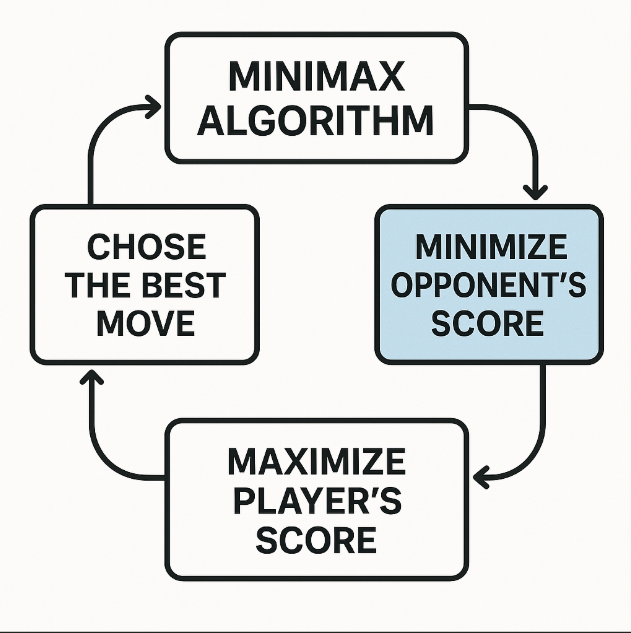 MINIMAX
ALGORITHM
MINIMIZE
OPPONENT'S
SCORE
MAXIMIZE
PLAYER'S
SCORE
CHOSE
THE BEST
MOVE